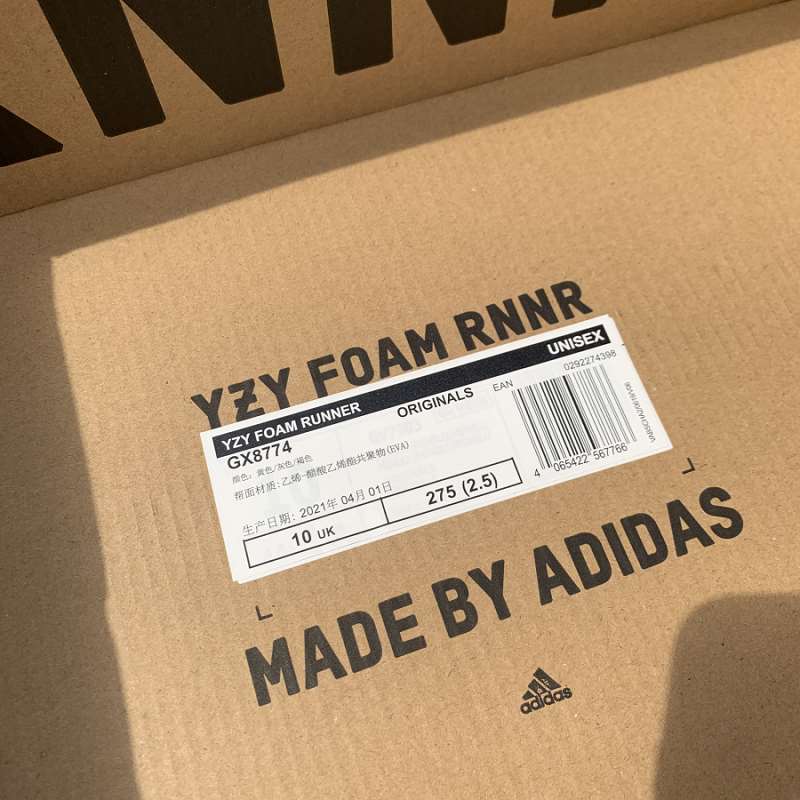 RNNR
YZY FOAM RNNR
YZY FOAM RUNNER UNISEX
GX8774 ORIGINALS EAN 0292274398
颜色: 黄色/灰色/褐色
帮面材质: 乙烯-醋酸乙烯酯共聚物(EVA)
生产日期: 2021年 04月 01日
10 UK 275 (2.5)
4 065422 567766
MADE BY ADIDAS
adidas